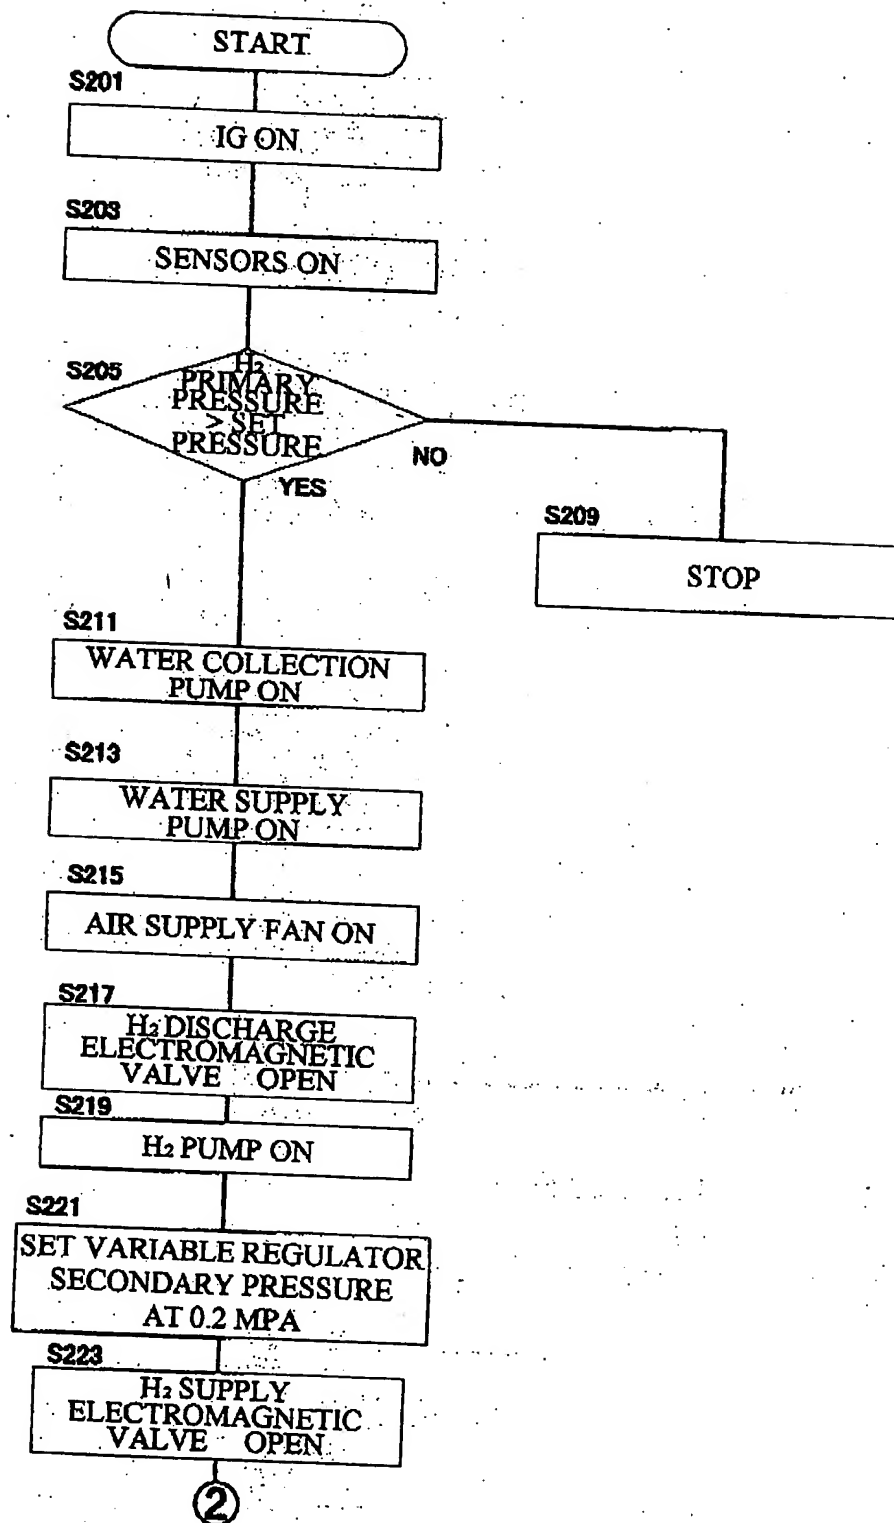 START
S201
IG ON
S203
SENSORS ON
S205
H₂
PRIMARY
PRESSURE
> SET
PRESSURE
NO
YES
S209
STOP
S211
WATER COLLECTION
PUMP ON
S213
WATER SUPPLY
PUMP ON
S215
AIR SUPPLY FAN ON
S217
H₂ DISCHARGE
ELECTROMAGNETIC
VALVE OPEN
S219
H₂ PUMP ON
S221
SET VARIABLE REGULATOR
SECONDARY PRESSURE
AT 0.2 MPA
S223
H₂ SUPPLY
ELECTROMAGNETIC
VALVE OPEN
②